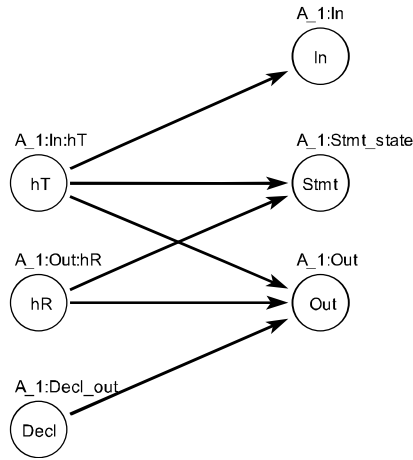 A_1:In
In
A_1:In:hT
hT
A_1:Stmt_state
Stmt
A_1:Out:hR
hR
A_1:Out
Out
A_1:Decl_out
Decl